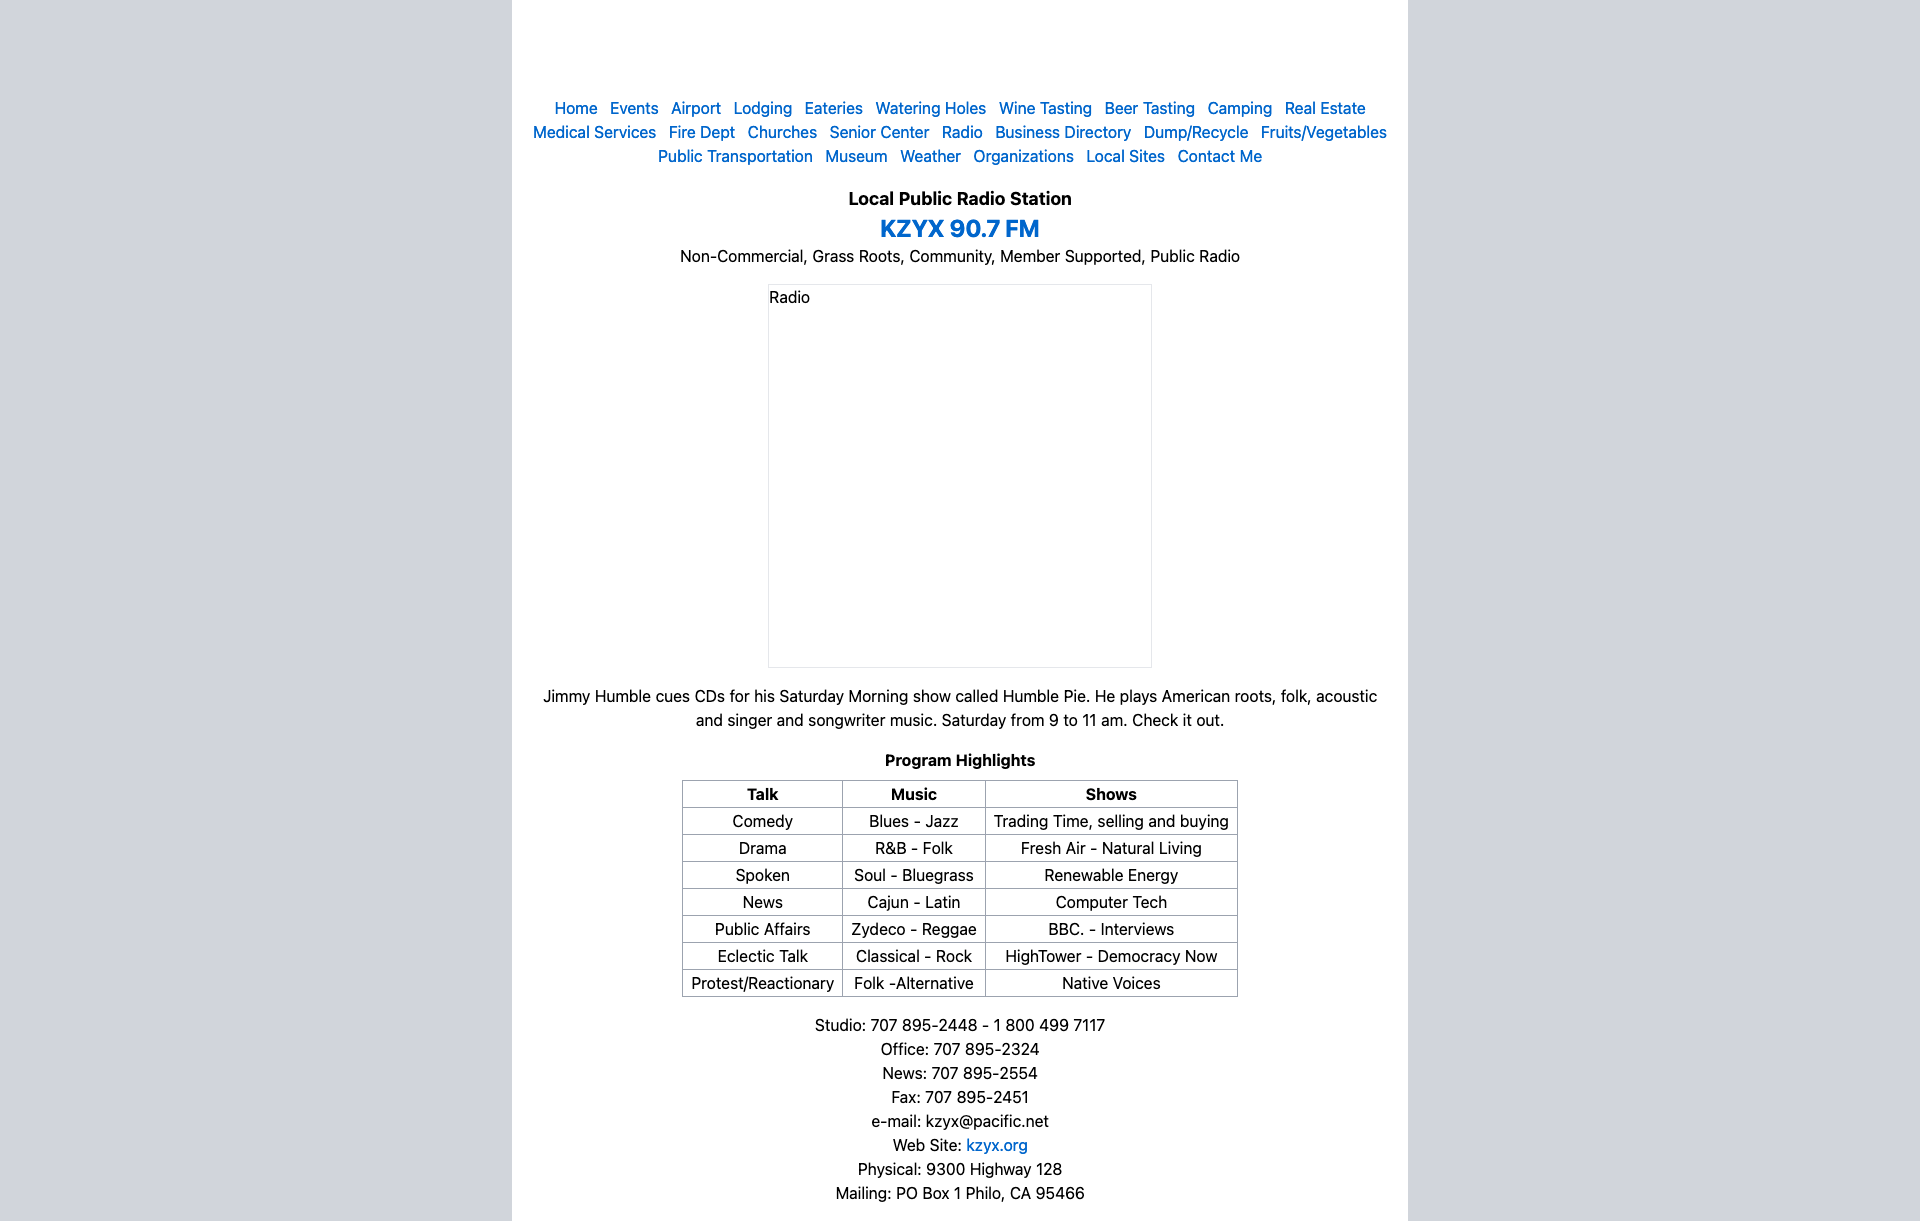 Home Events Airport Lodging Eateries Watering Holes Wine Tasting Beer Tasting Camping Real Estate
Medical Services Fire Dept Churches Senior Center Radio Business Directory Dump/Recycle Fruits/Vegetables
Public Transportation Museum Weather Organizations Local Sites Contact Me
Local Public Radio Station
KZYX 90.7 FM
Non-Commercial, Grass Roots, Community, Member Supported, Public Radio
Radio
Jimmy Humble cues CDs for his Saturday Morning show called Humble Pie. He plays American roots, folk, acoustic
and singer and songwriter music. Saturday from 9 to 11 am. Check it out.
Program Highlights
Talk Music Shows
Comedy Blues - Jazz Trading Time, selling and buying
Drama R&B - Folk Fresh Air - Natural Living
Spoken Soul - Bluegrass Renewable Energy
News Cajun - Latin Computer Tech
Public Affairs Zydeco - Reggae BBC. - Interviews
Eclectic Talk Classical - Rock HighTower - Democracy Now
Protest/Reactionary Folk -Alternative Native Voices
Studio: 707 895-2448 - 1 800 499 7117
Office: 707 895-2324
News: 707 895-2554
Fax: 707 895-2451
e-mail: kzyx@pacific.net
Web Site: kzyx.org
Physical: 9300 Highway 128
Mailing: PO Box 1 Philo, CA 95466